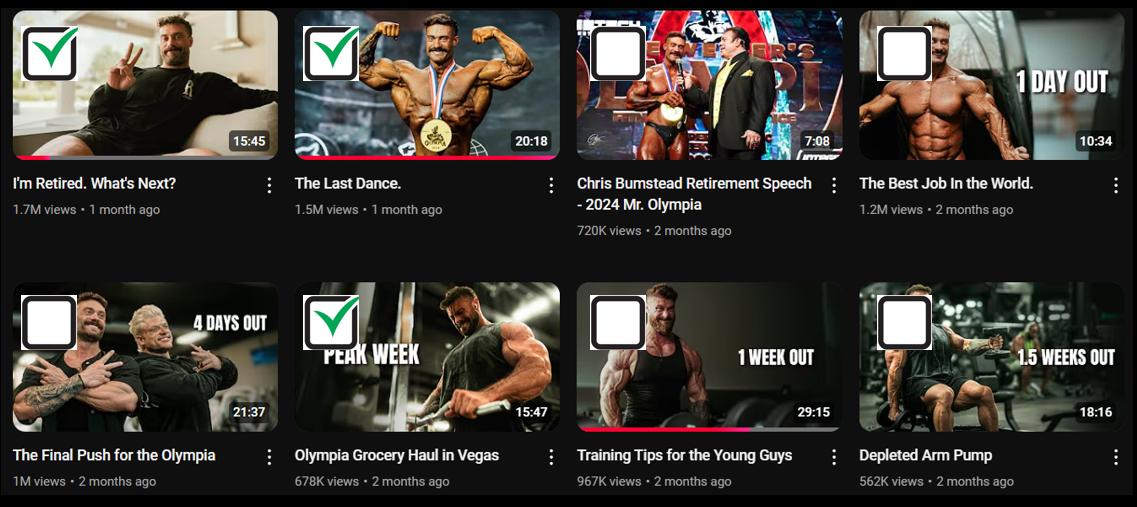 15:45
I'm Retired. What's Next?
1.7M views • 1 month ago
20:18
The Last Dance.
1.5M views • 1 month ago
7:08
Chris Bumstead Retirement Speech
- 2024 Mr. Olympia
720K views • 2 months ago
1 DAY OUT
10:34
The Best Job In the World.
1.2M views • 2 months ago
4 DAYS OUT
21:37
The Final Push for the Olympia
1M views • 2 months ago
PEAK WEEK
15:47
Olympia Grocery Haul in Vegas
678K views • 2 months ago
1 WEEK OUT
29:15
Training Tips for the Young Guys
967K views • 2 months ago
1.5 WEEKS OUT
18:16
Depleted Arm Pump
562K views • 2 months ago